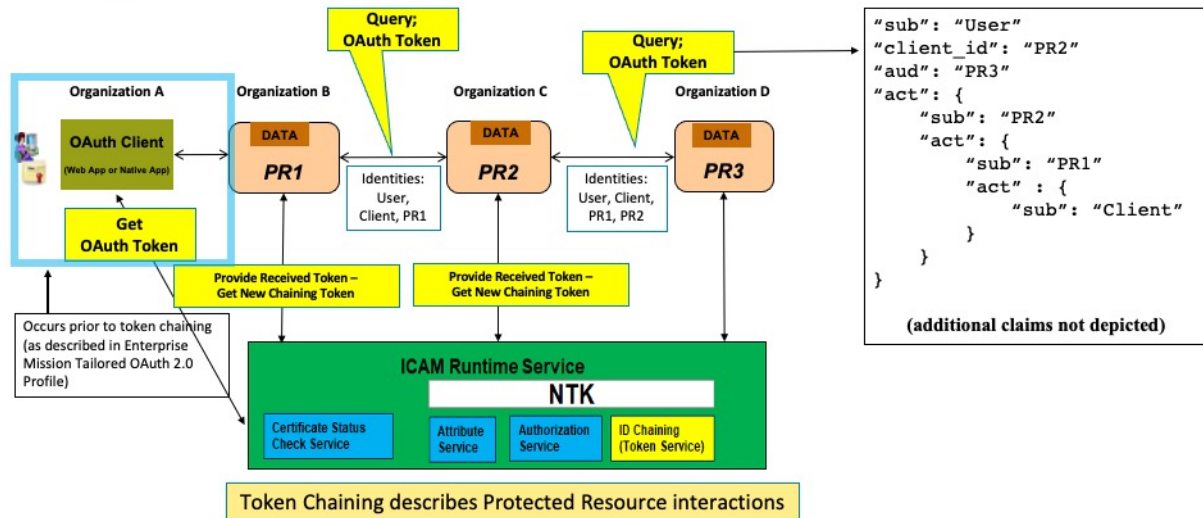 Query;
OAuth Token
Query;
OAuth Token
Organization A
Organization B
Organization C
Organization D
OAuth Client
(Web App or Native App)
DATA
PR1
DATA
PR2
DATA
PR3
Identities:
User,
Client, PR1
Identities:
User, Client,
PR1, PR2
Get
OAuth Token
Provide Received Token –
Get New Chaining Token
Provide Received Token –
Get New Chaining Token
Occurs prior to token chaining
(as described in Enterprise
Mission Tailored OAuth 2.0
Profile)
ICAM Runtime Service
NTK
Certificate Status
Check Service
Attribute
Service
Authorization
Service
ID Chaining
(Token Service)
Token Chaining describes Protected Resource interactions
“sub”: “User”
“client_id”: “PR2”
“aud”: “PR3”
“act”: {
“sub”: “PR2”
“act”: {
“sub”: “PR1”
“act” : {
“sub”: “Client”
}
}
}
(additional claims not depicted)